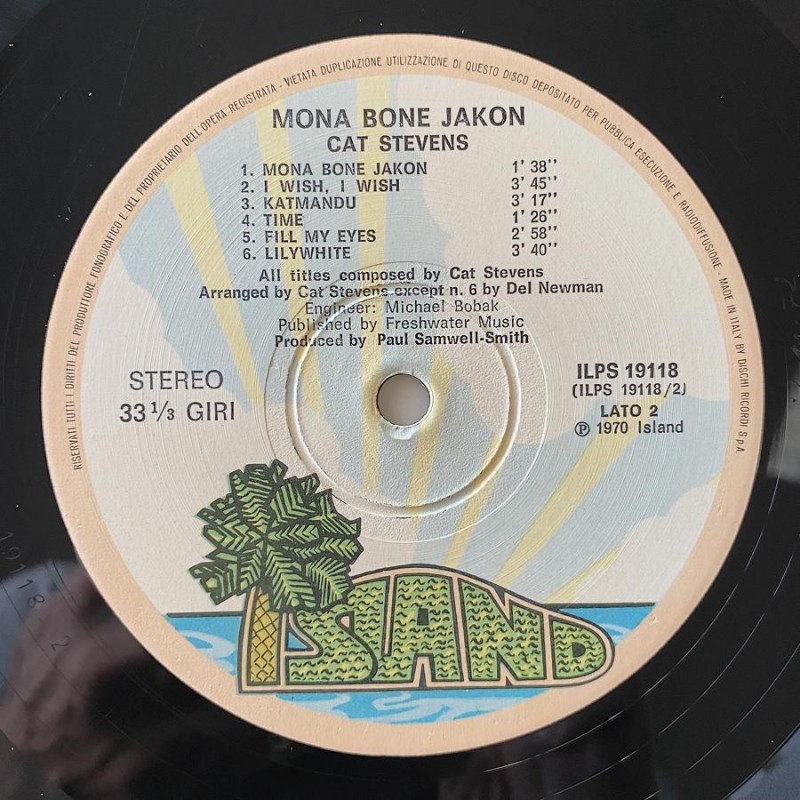 RISERVATI TUTTI I DIRITTI DEL PRODUTTORE FONOGRAFICO E DEL PROPRIETARIO DELL'OPERA REGISTRATA - VIETATA DUPLICAZIONE UTILIZZAZIONE DI QUESTO DISCO DEPOSITATO PER PUBBLICA ESECUZIONE E RADIODIFFUSIONE. - MADE IN ITALY BY DISCHI RICORDI S.p.A.
MONA BONE JAKON
CAT STEVENS
1. MONA BONE JAKON 1' 38''
2. I WISH, I WISH 3' 45''
3. KATMANDU 3' 17''
4. TIME 1' 26''
5. FILL MY EYES 2' 58''
6. LILYWHITE 3' 40''
All titles composed by Cat Stevens
Arranged by Cat Stevens except n. 6 by Del Newman
Engineer: Michael Bobak
Published by Freshwater Music
Produced by Paul Samwell-Smith
STEREO
33 1/3 GIRI
ILPS 19118
(ILPS 19118/2)
LATO 2
℗ 1970 Island
ISLAND
19118 2